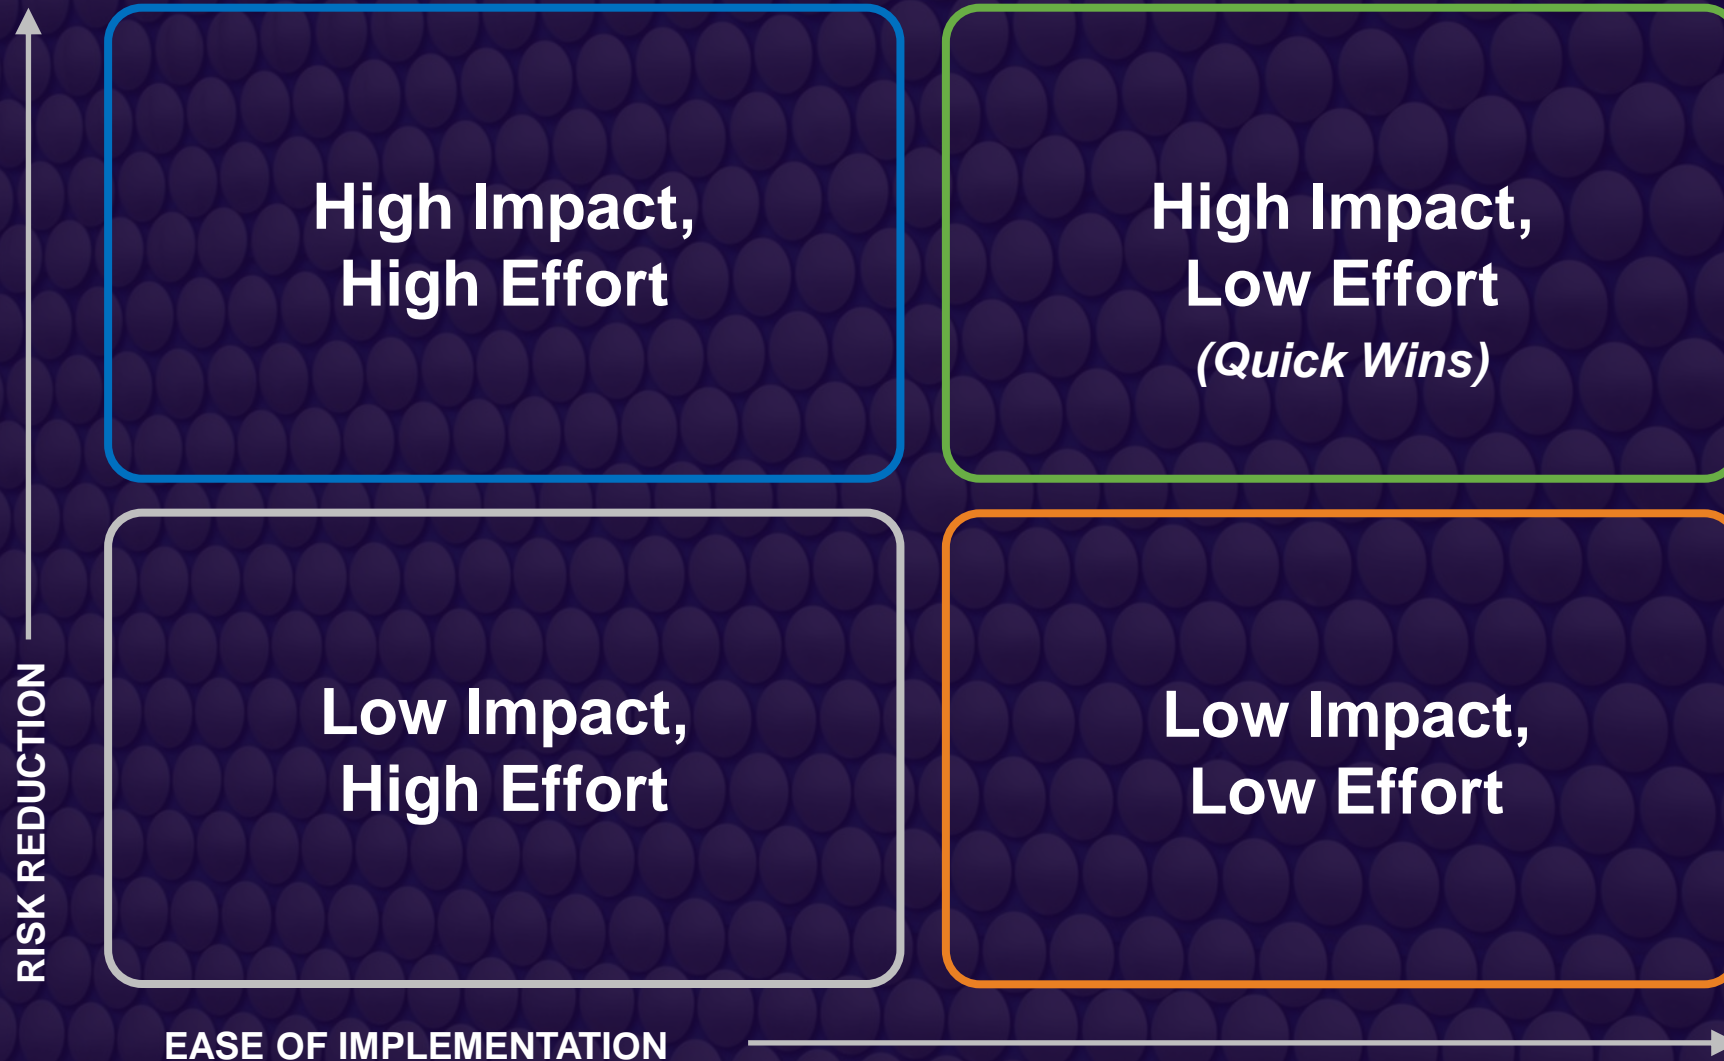 High Impact,
High Effort
High Impact,
Low Effort
(Quick Wins)
Low Impact,
High Effort
Low Impact,
Low Effort
RISK REDUCTION
EASE OF IMPLEMENTATION